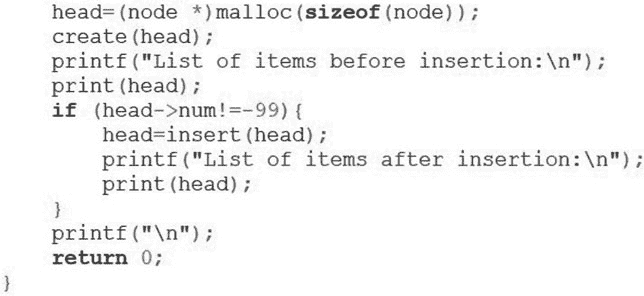 head=(node *)malloc(sizeof(node));
create(head);
printf("List of items before insertion:\n");
print(head);
if (head->num!=-99){
head=insert(head);
printf("List of items after insertion:\n");
print(head);
}
printf("\n");
return 0;
}